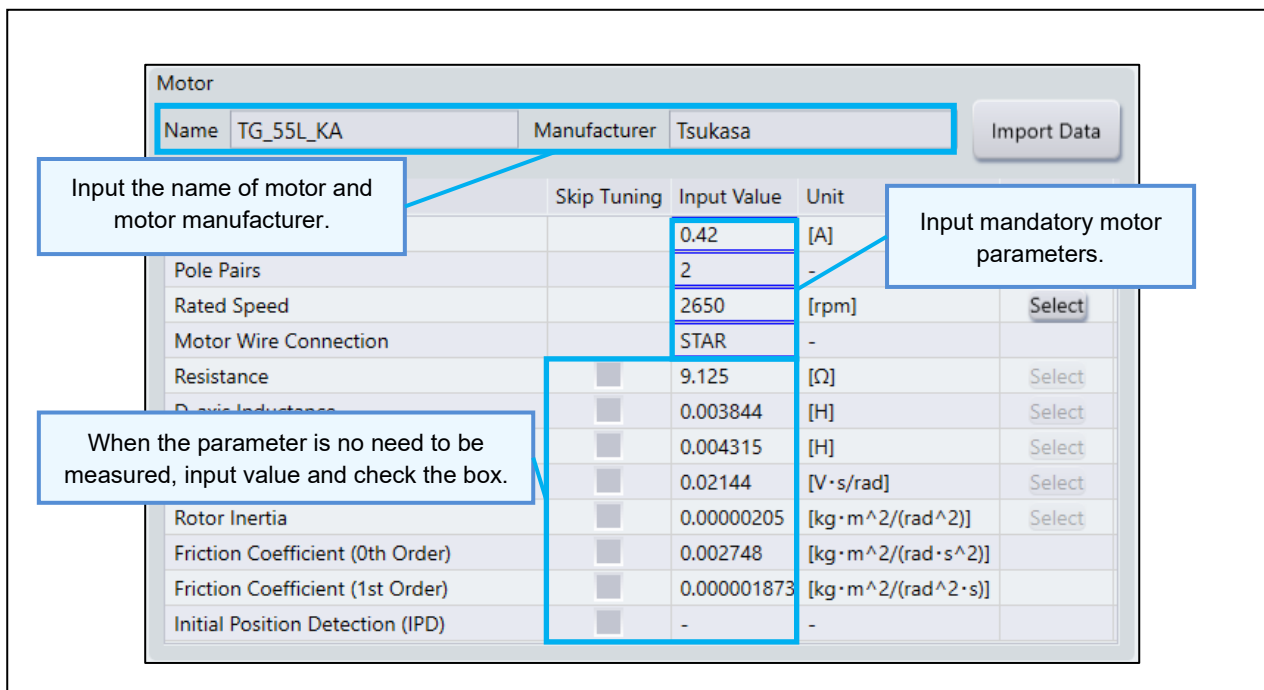 Motor
Name TG_55L_KA Manufacturer Tsukasa Import Data
Input the name of motor and
motor manufacturer.
Skip Tuning Input Value Unit
Input mandatory motor
parameters.
0.42 [A]
Pole Pairs 2 -
Rated Speed 2650 [rpm] Select
Motor Wire Connection STAR -
Resistance 9.125 [Ω] Select
0.003844 [H] Select
When the parameter is no need to be
measured, input value and check the box.
0.004315 [H] Select
0.02144 [V・s/rad] Select
Rotor Inertia 0.00000205 [kg・m^2/(rad^2)] Select
Friction Coefficient (0th Order) 0.002748 [kg・m^2/(rad・s^2)]
Friction Coefficient (1st Order) 0.000001873 [kg・m^2/(rad^2・s)]
Initial Position Detection (IPD) - -